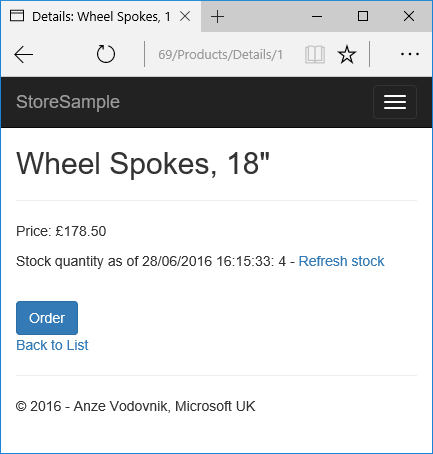 Details: Wheel Spokes, 1
69/Products/Details/1
StoreSample
Wheel Spokes, 18"
Price: £178.50
Stock quantity as of 28/06/2016 16:15:33: 4 - Refresh stock
Order
Back to List
© 2016 - Anze Vodovnik, Microsoft UK